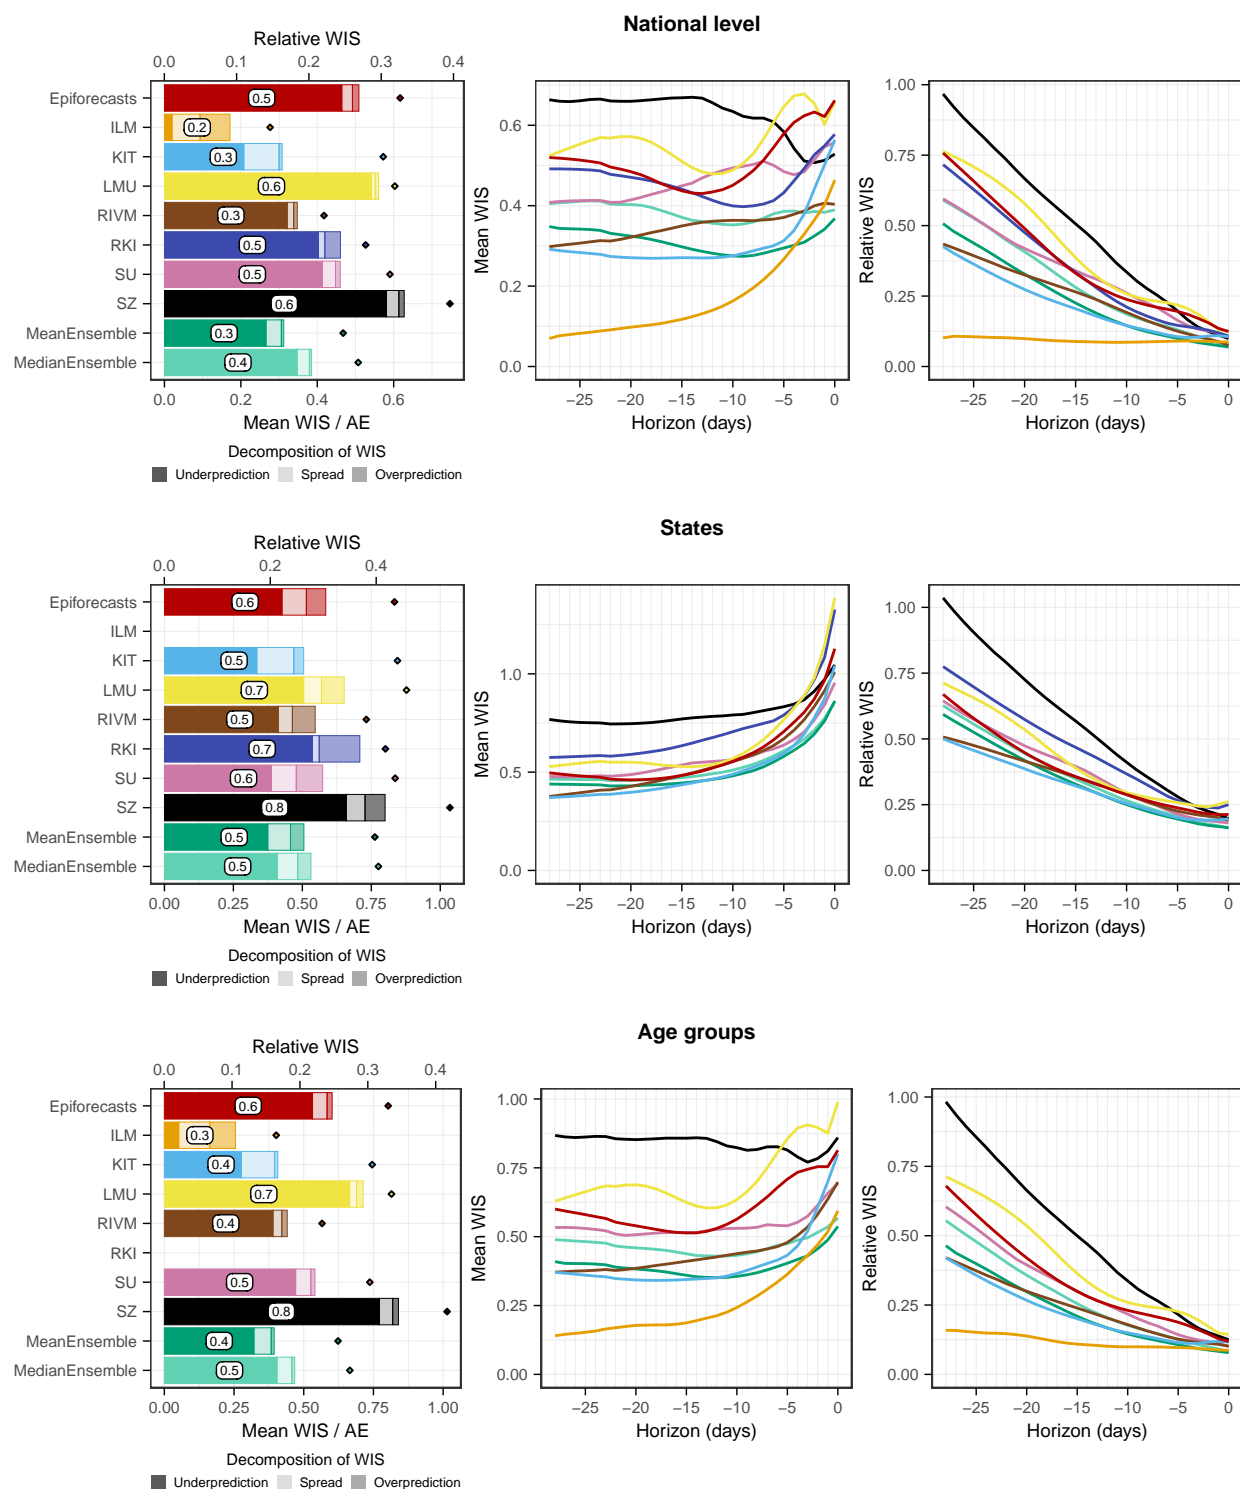 National level
Relative WIS
0.0 0.1 0.2 0.3 0.4
Epiforecasts 0.5
ILM 0.2
KIT 0.3
LMU 0.6
RIVM 0.3
RKI 0.5
SU 0.5
SZ 0.6
MeanEnsemble 0.3
MedianEnsemble 0.4
0.0 0.2 0.4 0.6
Mean WIS / AE
Decomposition of WIS
Underprediction Spread Overprediction
Mean WIS
0.6
0.4
0.2
0.0
−25 −20 −15 −10 −5 0
Horizon (days)
Relative WIS
1.00
0.75
0.50
0.25
0.00
−25 −20 −15 −10 −5 0
Horizon (days)
States
Relative WIS
0.0 0.2 0.4
Epiforecasts 0.6
ILM
KIT 0.5
LMU 0.7
RIVM 0.5
RKI 0.7
SU 0.6
SZ 0.8
MeanEnsemble 0.5
MedianEnsemble 0.5
0.00 0.25 0.50 0.75 1.00
Mean WIS / AE
Decomposition of WIS
Underprediction Spread Overprediction
Mean WIS
1.0
0.5
0.0
−25 −20 −15 −10 −5 0
Horizon (days)
Relative WIS
1.00
0.75
0.50
0.25
0.00
−25 −20 −15 −10 −5 0
Horizon (days)
Age groups
Relative WIS
0.0 0.1 0.2 0.3 0.4
Epiforecasts 0.6
ILM 0.3
KIT 0.4
LMU 0.7
RIVM 0.4
RKI
SU 0.5
SZ 0.8
MeanEnsemble 0.4
MedianEnsemble 0.5
0.00 0.25 0.50 0.75 1.00
Mean WIS / AE
Decomposition of WIS
Underprediction Spread Overprediction
Mean WIS
1.00
0.75
0.50
0.25
0.00
−25 −20 −15 −10 −5 0
Horizon (days)
Relative WIS
1.00
0.75
0.50
0.25
0.00
−25 −20 −15 −10 −5 0
Horizon (days)